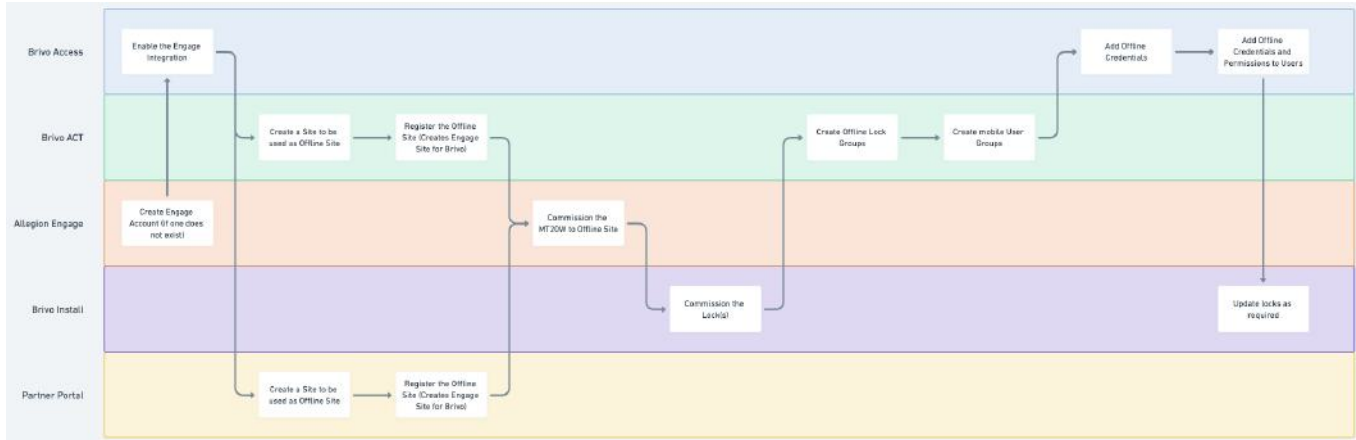 Brivo Access
Enable the Engage
Integration
Add Offline
Credentials
Add Offline
Credentials and
Permissions to Users
Brivo ACT
Create a Site to be
used as Offline Site
Register the Offline
Site (Creates Engage
Site for Brivo)
Create Offline Lock
Groups
Create mobile User
Groups
Allegion Engage
Create Engage
Account (if one does
not exist)
Commission the
MT20W to Offline Site
Brivo Install
Commission the
Lock(s)
Update locks as
required
Partner Portal
Create a Site to be
used as Offline Site
Register the Offline
Site (Creates Engage
Site for Brivo)